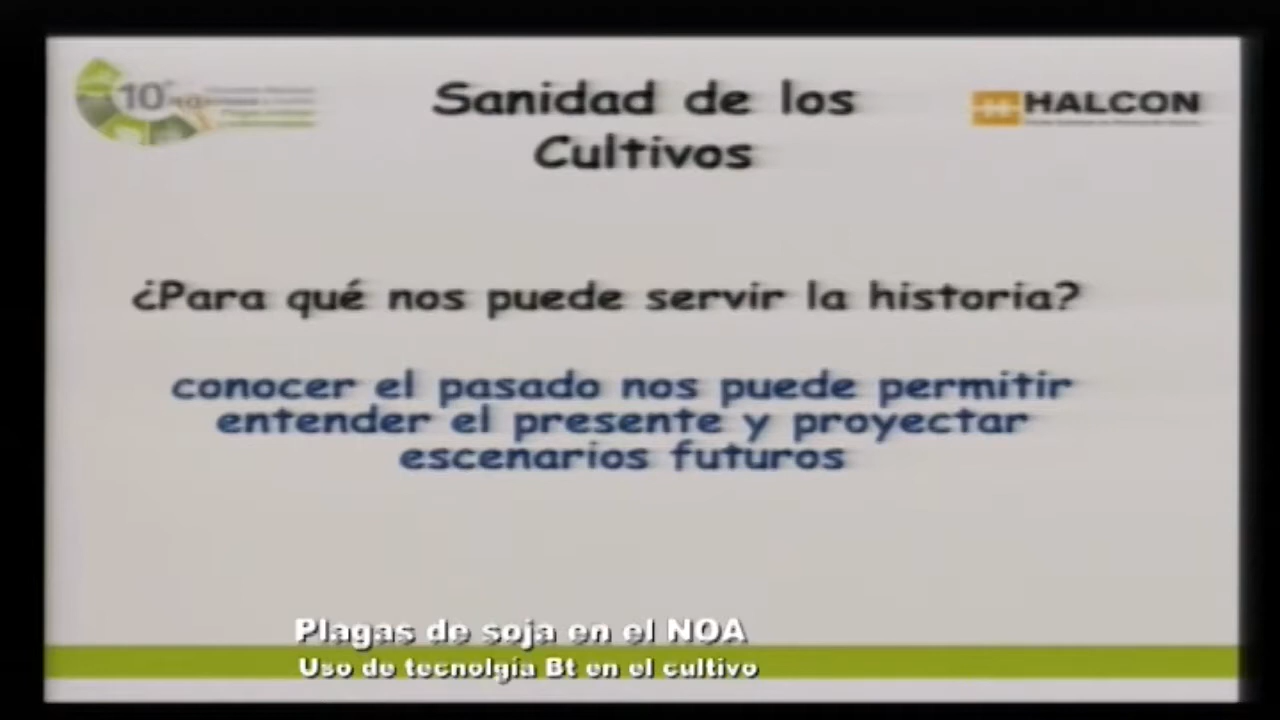 10°
Sanidad de los
Cultivos
HALCON
¿Para qué nos puede servir la historia?
conocer el pasado nos puede permitir
entender el presente y proyectar
escenarios futuros
Plagas de soja en el NOA
Uso de tecnolgía Bt en el cultivo